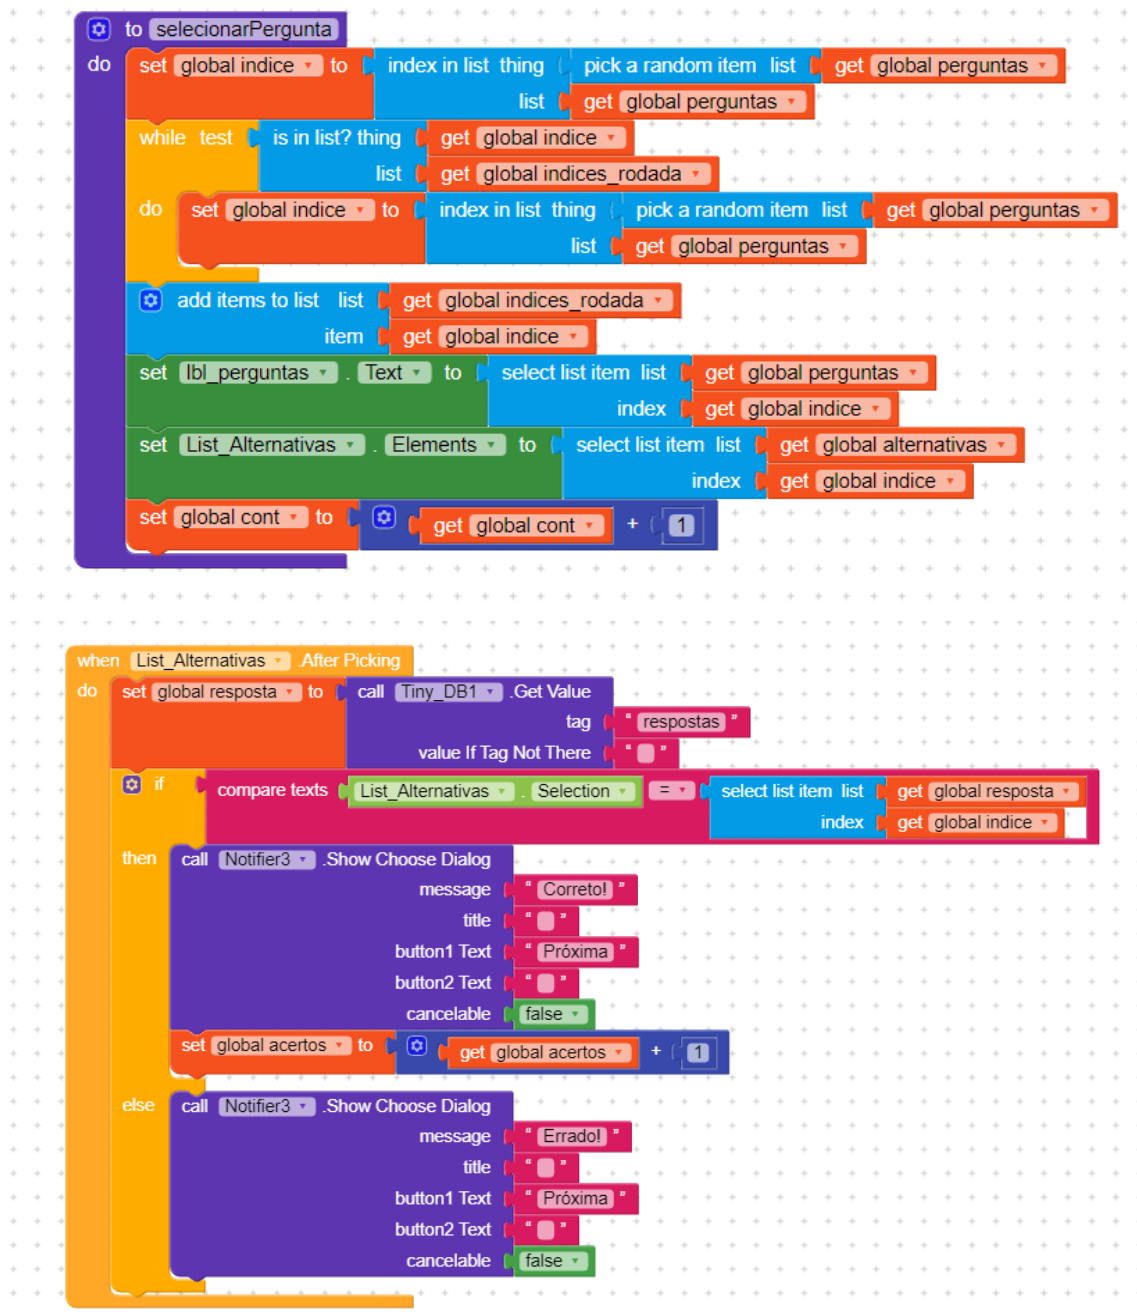 to selecionarPergunta
do set global indice to index in list thing pick a random item list get global perguntas
list get global perguntas
while test is in list? thing get global indice
list get global indices_rodada
do set global indice to index in list thing pick a random item list get global perguntas
list get global perguntas
add items to list list get global indices_rodada
item get global indice
set lbl_perguntas . Text to select list item list get global perguntas
index get global indice
set List_Alternativas . Elements to select list item list get global alternativas
index get global indice
set global cont to get global cont + 1
when List_Alternativas .After Picking
do set global resposta to call Tiny_DB1 .Get Value
tag " respostas "
value If Tag Not There " "
if compare texts List_Alternativas . Selection = select list item list get global resposta
index get global indice
then call Notifier3 .Show Choose Dialog
message " Correto! "
title " "
button1 Text " Próxima "
button2 Text " "
cancelable false
set global acertos to get global acertos + 1
else call Notifier3 .Show Choose Dialog
message " Errado! "
title " "
button1 Text " Próxima "
button2 Text " "
cancelable false